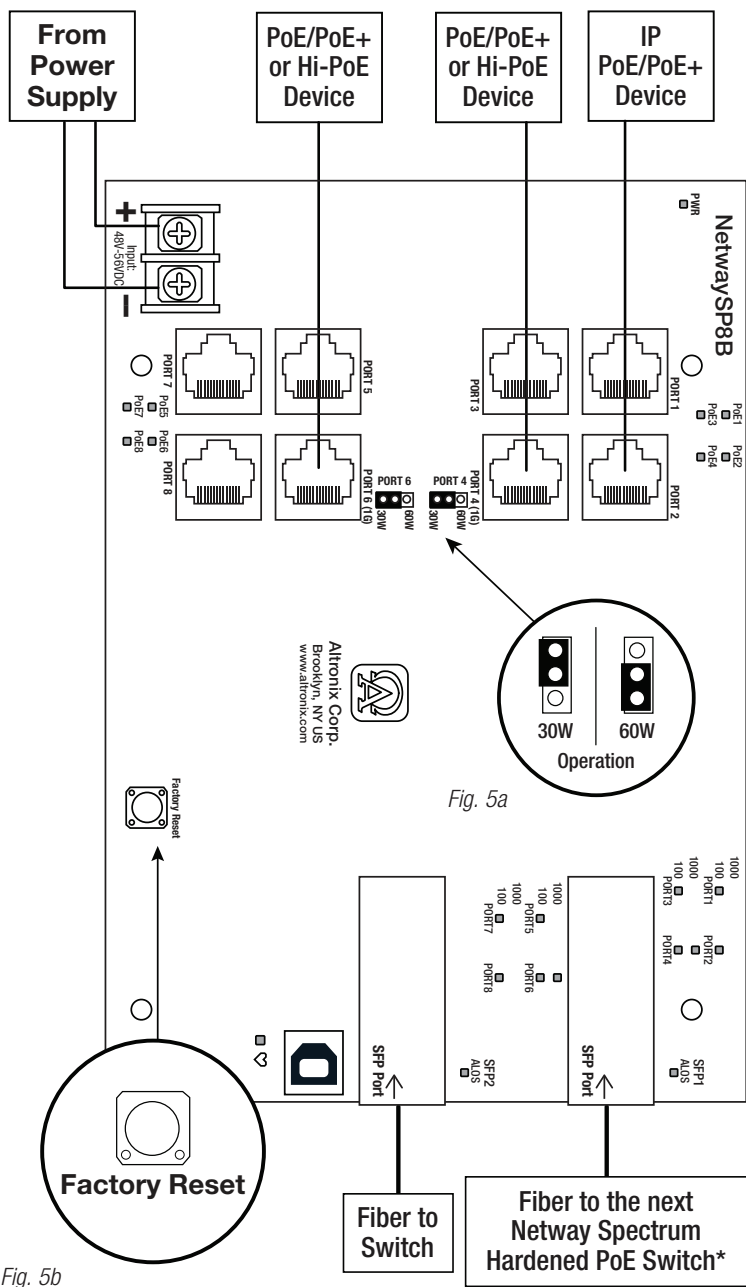 From
Power
Supply
PoE/PoE+
or Hi-PoE
Device
PoE/PoE+
or Hi-PoE
Device
IP
PoE/PoE+
Device
+
−
Input:
48V-56VDC
PWR
NetwaySP8B
PORT 7
PORT 5
PORT 3
PORT 1
PoE7
PoE5
PoE8
PoE6
PoE3
PoE1
PoE4
PoE2
PORT 8
PORT 6 (1G)
PORT 6
30W
60W
PORT 4
30W
60W
PORT 4 (1G)
PORT 2
30W
60W
Operation
Fig. 5a
Altronix Corp.
Brooklyn, NY US
www.altronix.com
Factory Reset
1000
100
PORT7
1000
100
PORT5
PORT8
PORT6
1000
100
PORT3
1000
100
PORT1
PORT4
PORT2
SFP Port
SFP2
ALOS
SFP Port
SFP1
ALOS
Factory Reset
Fiber to
Switch
Fiber to the next
Netway Spectrum
Hardened PoE Switch*
Fig. 5b